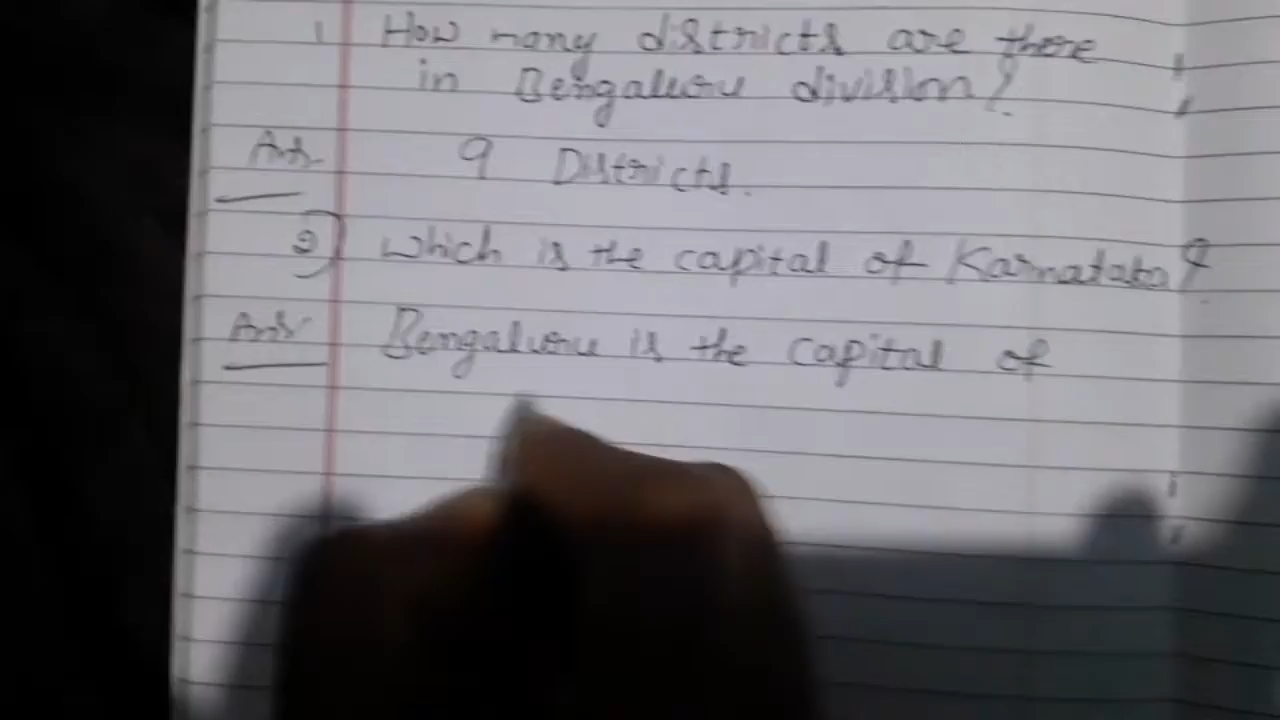 1 How many districts are there
in Bengaluru division?
Ans 9 Districts.
2) Which is the capital of Karnataka?
Ans Bengaluru is the capital of